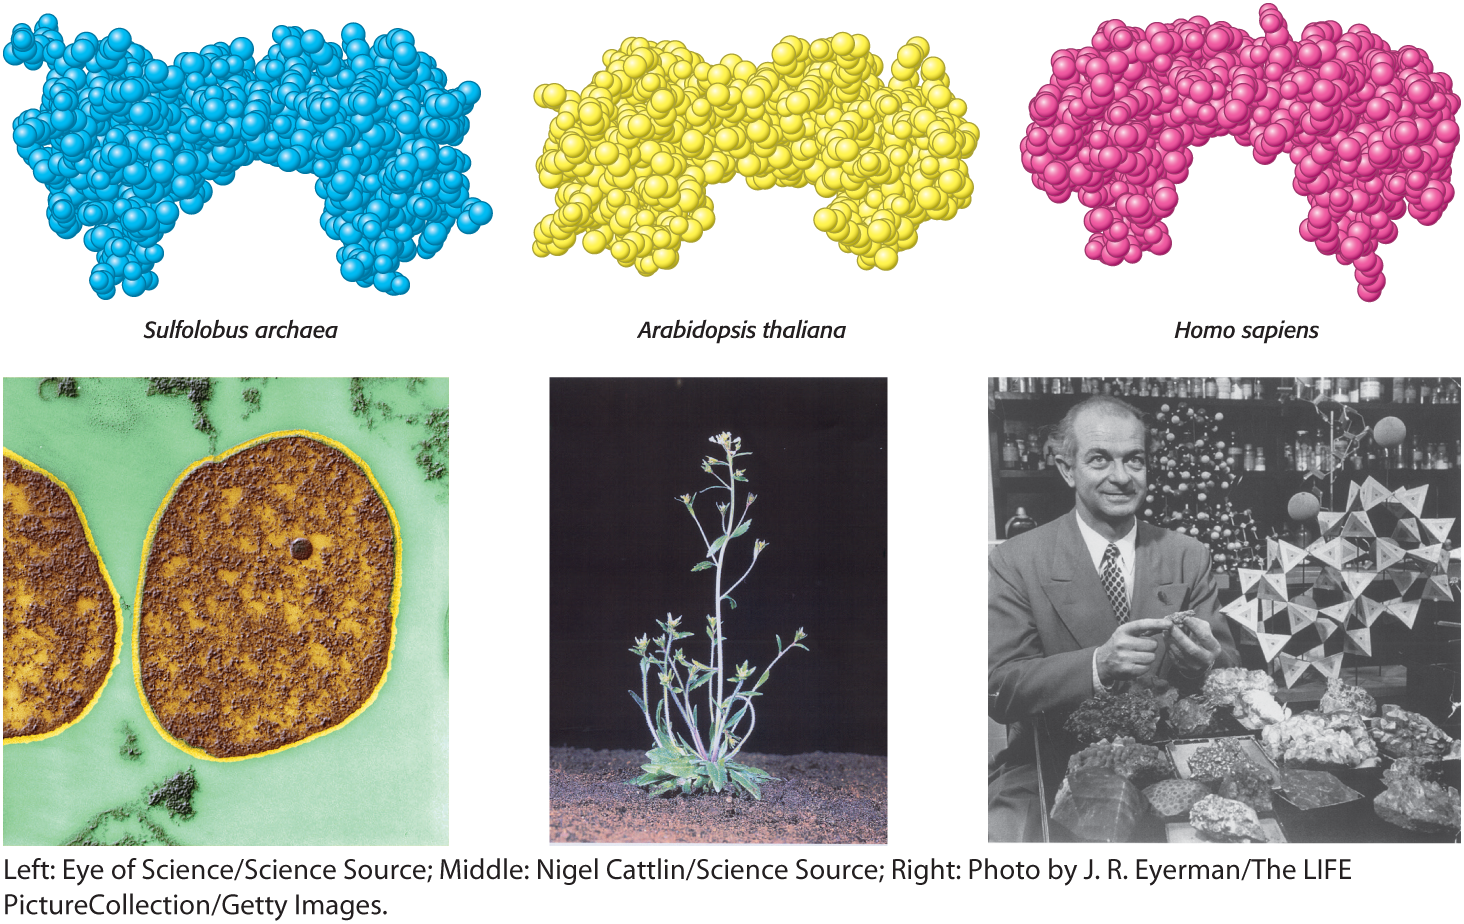 Sulfolobus archaea
Arabidopsis thaliana
Homo sapiens
Left: Eye of Science/Science Source; Middle: Nigel Cattlin/Science Source; Right: Photo by J. R. Eyerman/The LIFE
PictureCollection/Getty Images.